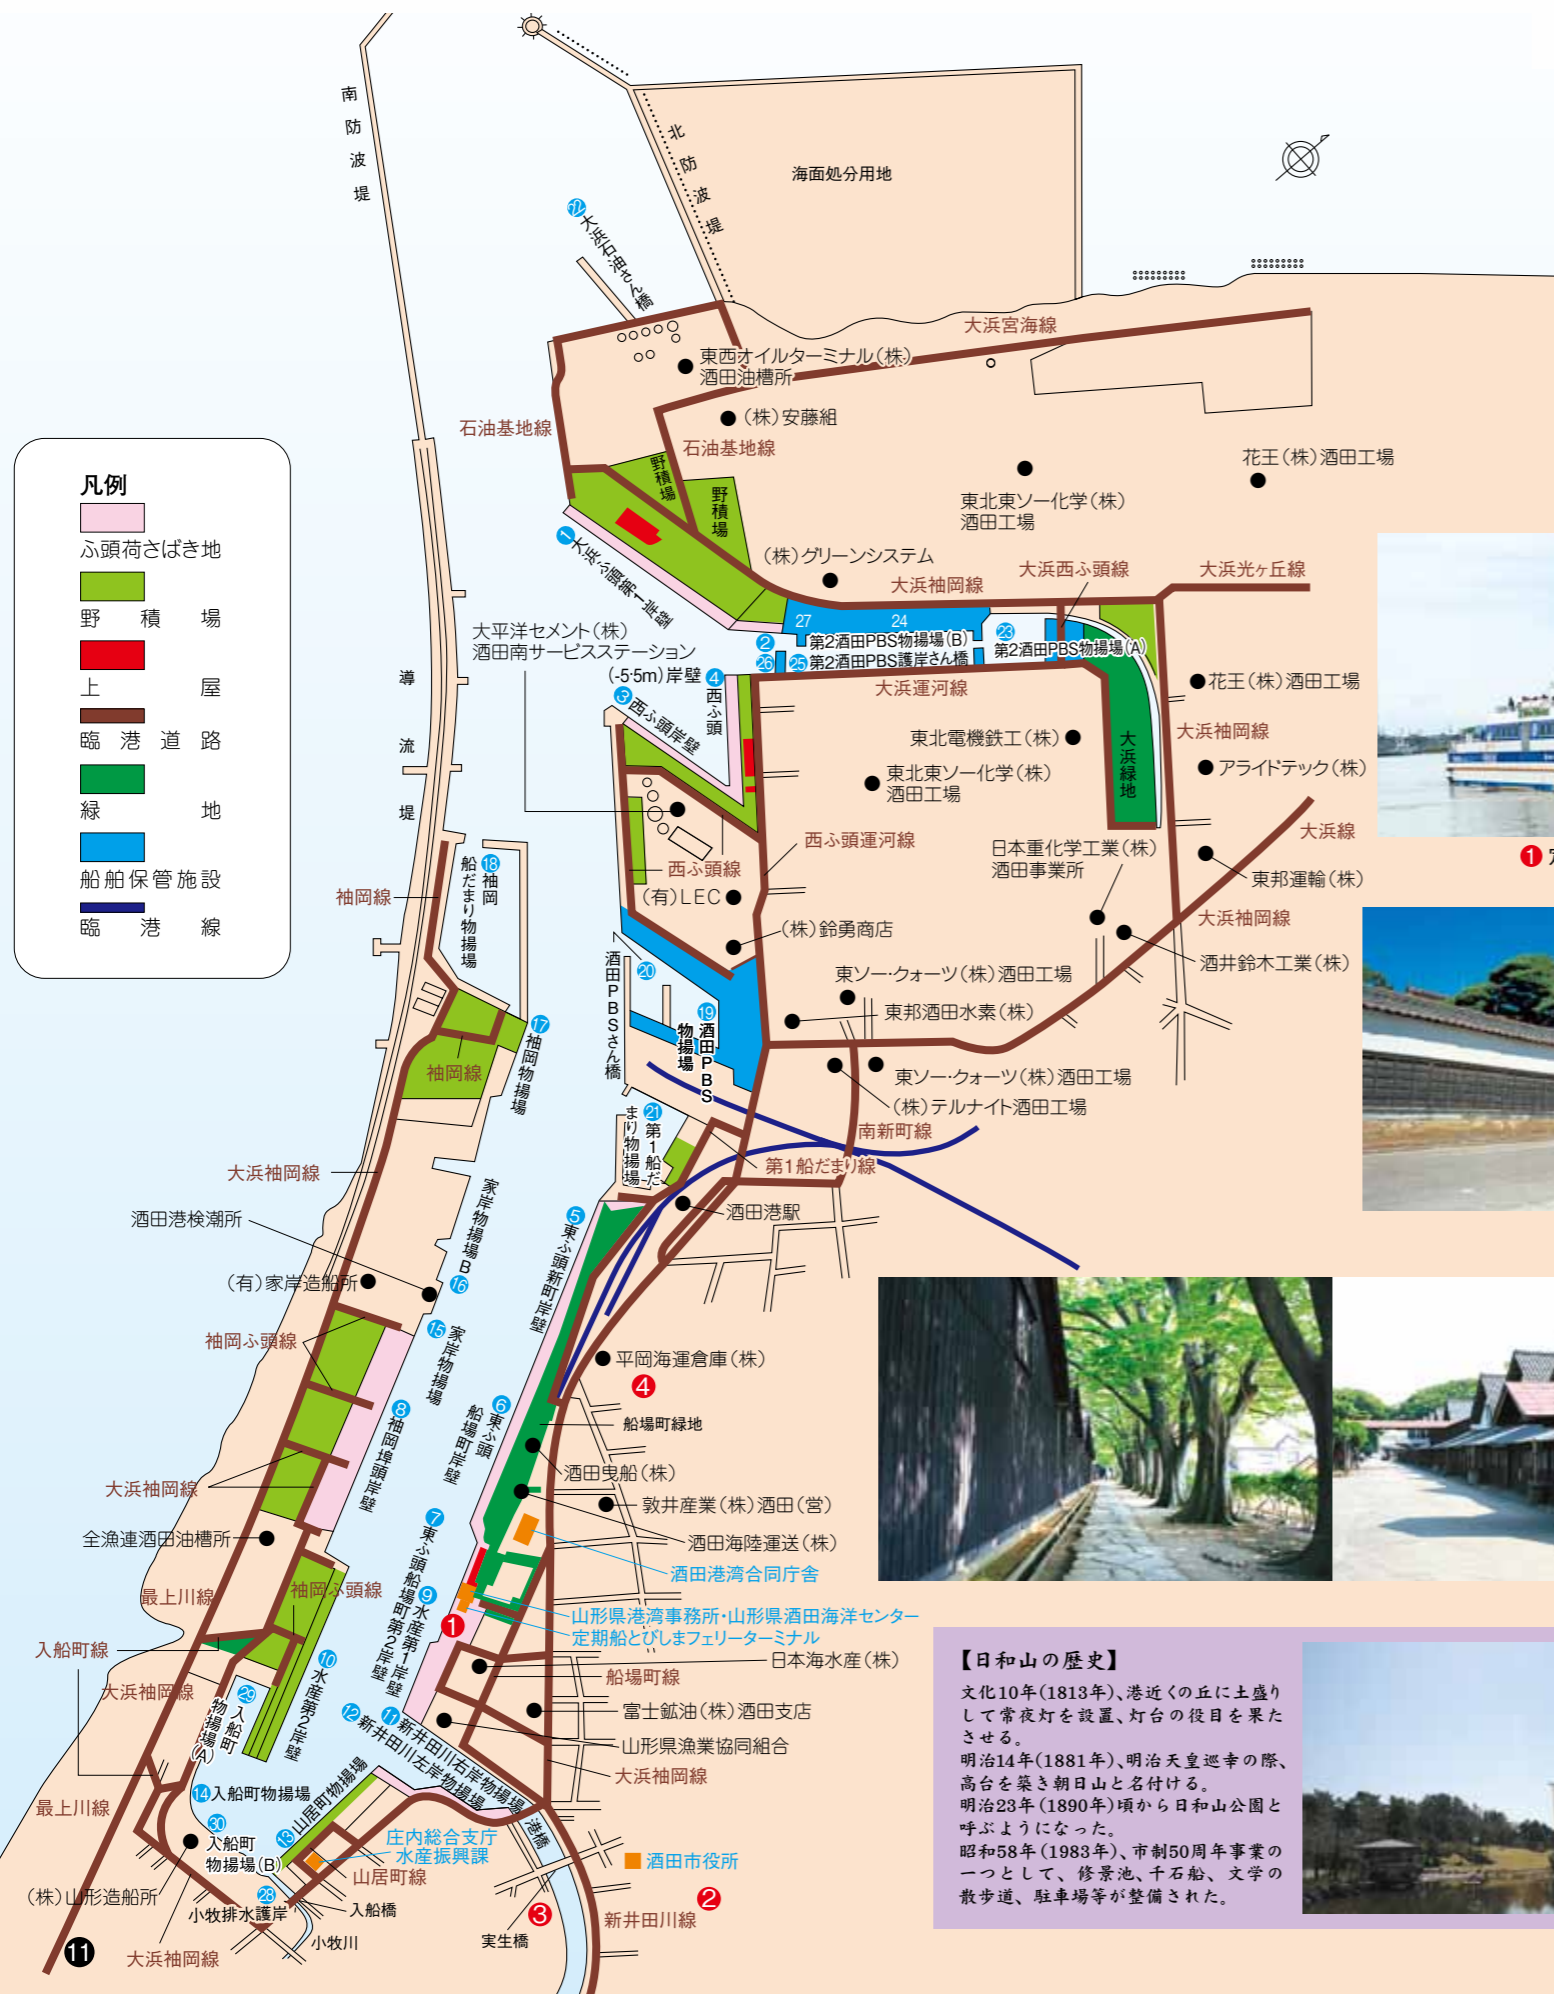 南防波堤
北防波堤
海面処分用地
22 大浜石油さん橋
大浜宮海線
東西オイルターミナル(株)
酒田油槽所
石油基地線
(株)安藤組
石油基地線
花王(株)酒田工場
東北東ソー化学(株)
酒田工場
野積場
野積場
凡例
ふ頭荷さばき地
野積場
上屋
臨港道路
緑地
船舶保管施設
臨港線
1 大浜ふ頭第1岸壁
(株)グリーンシステム
大浜袖岡線
大浜西ふ頭線
大浜光ケ丘線
27
24
23
2
第2酒田PBS物揚場(B)
第2酒田PBS物揚場(A)
26
25 第2酒田PBS護岸さん橋
大平洋セメント(株)
酒田南サービスステーション
(-5.5m)岸壁
4 西ふ頭
3 西ふ頭岸壁
大浜運河線
花王(株)酒田工場
導流堤
東北電機鉄工(株)
大浜緑地
大浜袖岡線
東北東ソー化学(株)
酒田工場
アライドテック(株)
大浜線
西ふ頭運河線
日本重化学工業(株)
酒田事業所
東邦運輸(株)
1 定
18 袖岡
船だまり物揚場
袖岡線
西ふ頭線
(有)LEC
大浜袖岡線
(株)鈴勇商店
酒井鈴木工業(株)
20
酒田PBSさん橋
東ソー・クォーツ(株)酒田工場
19 酒田PBS
物揚場
東邦酒田水素(株)
17 袖岡物揚場
袖岡線
東ソー・クォーツ(株)酒田工場
(株)テルナイト酒田工場
21 第1船だ
まり物揚場
南新町線
第1船だまり線
大浜袖岡線
家岸物揚場B 16
酒田港駅
酒田港検潮所
5 東ふ頭新町岸壁
(有)家岸造船所
15 家岸物揚場
袖岡ふ頭線
平岡海運倉庫(株)
4
8 袖岡埠頭岸壁
6 東ふ頭
船場町岸壁
船場町緑地
酒田曳船(株)
大浜袖岡線
敦井産業(株)酒田(営)
7 東ふ頭船場町第2岸壁
全漁連酒田油槽所
酒田海陸運送(株)
酒田港湾合同庁舎
最上川線
袖岡ふ頭線
9 水産第1岸壁
1
山形県港湾事務所・山形県酒田海洋センター
定期船とびしまフェリーターミナル
入船町線
10 水産第2岸壁
日本海水産(株)
船場町線
大浜袖岡線
29 入船町
物揚場(A)
12 新井田川左岸物揚場
11 新井田川右岸物揚場
富士鉱油(株)酒田支店
山形県漁業協同組合
大浜袖岡線
14 入船町物揚場
最上川線
30
入船町
物揚場(B)
13 山居町物揚場
港橋
庄内総合支庁
水産振興課
山居町線
酒田市役所
(株)山形造船所
28
小牧排水護岸
入船橋
2
3
新井田川線
小牧川
実生橋
11
大浜袖岡線
【日和山の歴史】
文化10年(1813年)、港近くの丘に土盛り
して常夜灯を設置、灯台の役目を果た
させる。
明治14年(1881年)、明治天皇巡幸の際、
高台を築き朝日山と名付ける。
明治23年(1890年)頃から日和山公園と
呼ぶようになった。
昭和58年(1983年)、市制50周年事業の
一つとして、修景池、千石船、文学の
散歩道、駐車場等が整備された。